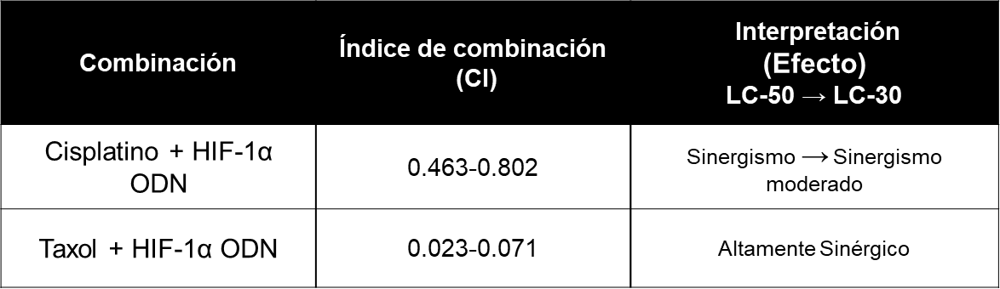 Combinación
Índice de combinación
(CI)
Interpretación
(Efecto)
LC-50 → LC-30
Cisplatino + HIF-1α
ODN
0.463-0.802
Sinergismo → Sinergismo
moderado
Taxol + HIF-1α ODN
0.023-0.071
Altamente Sinérgico